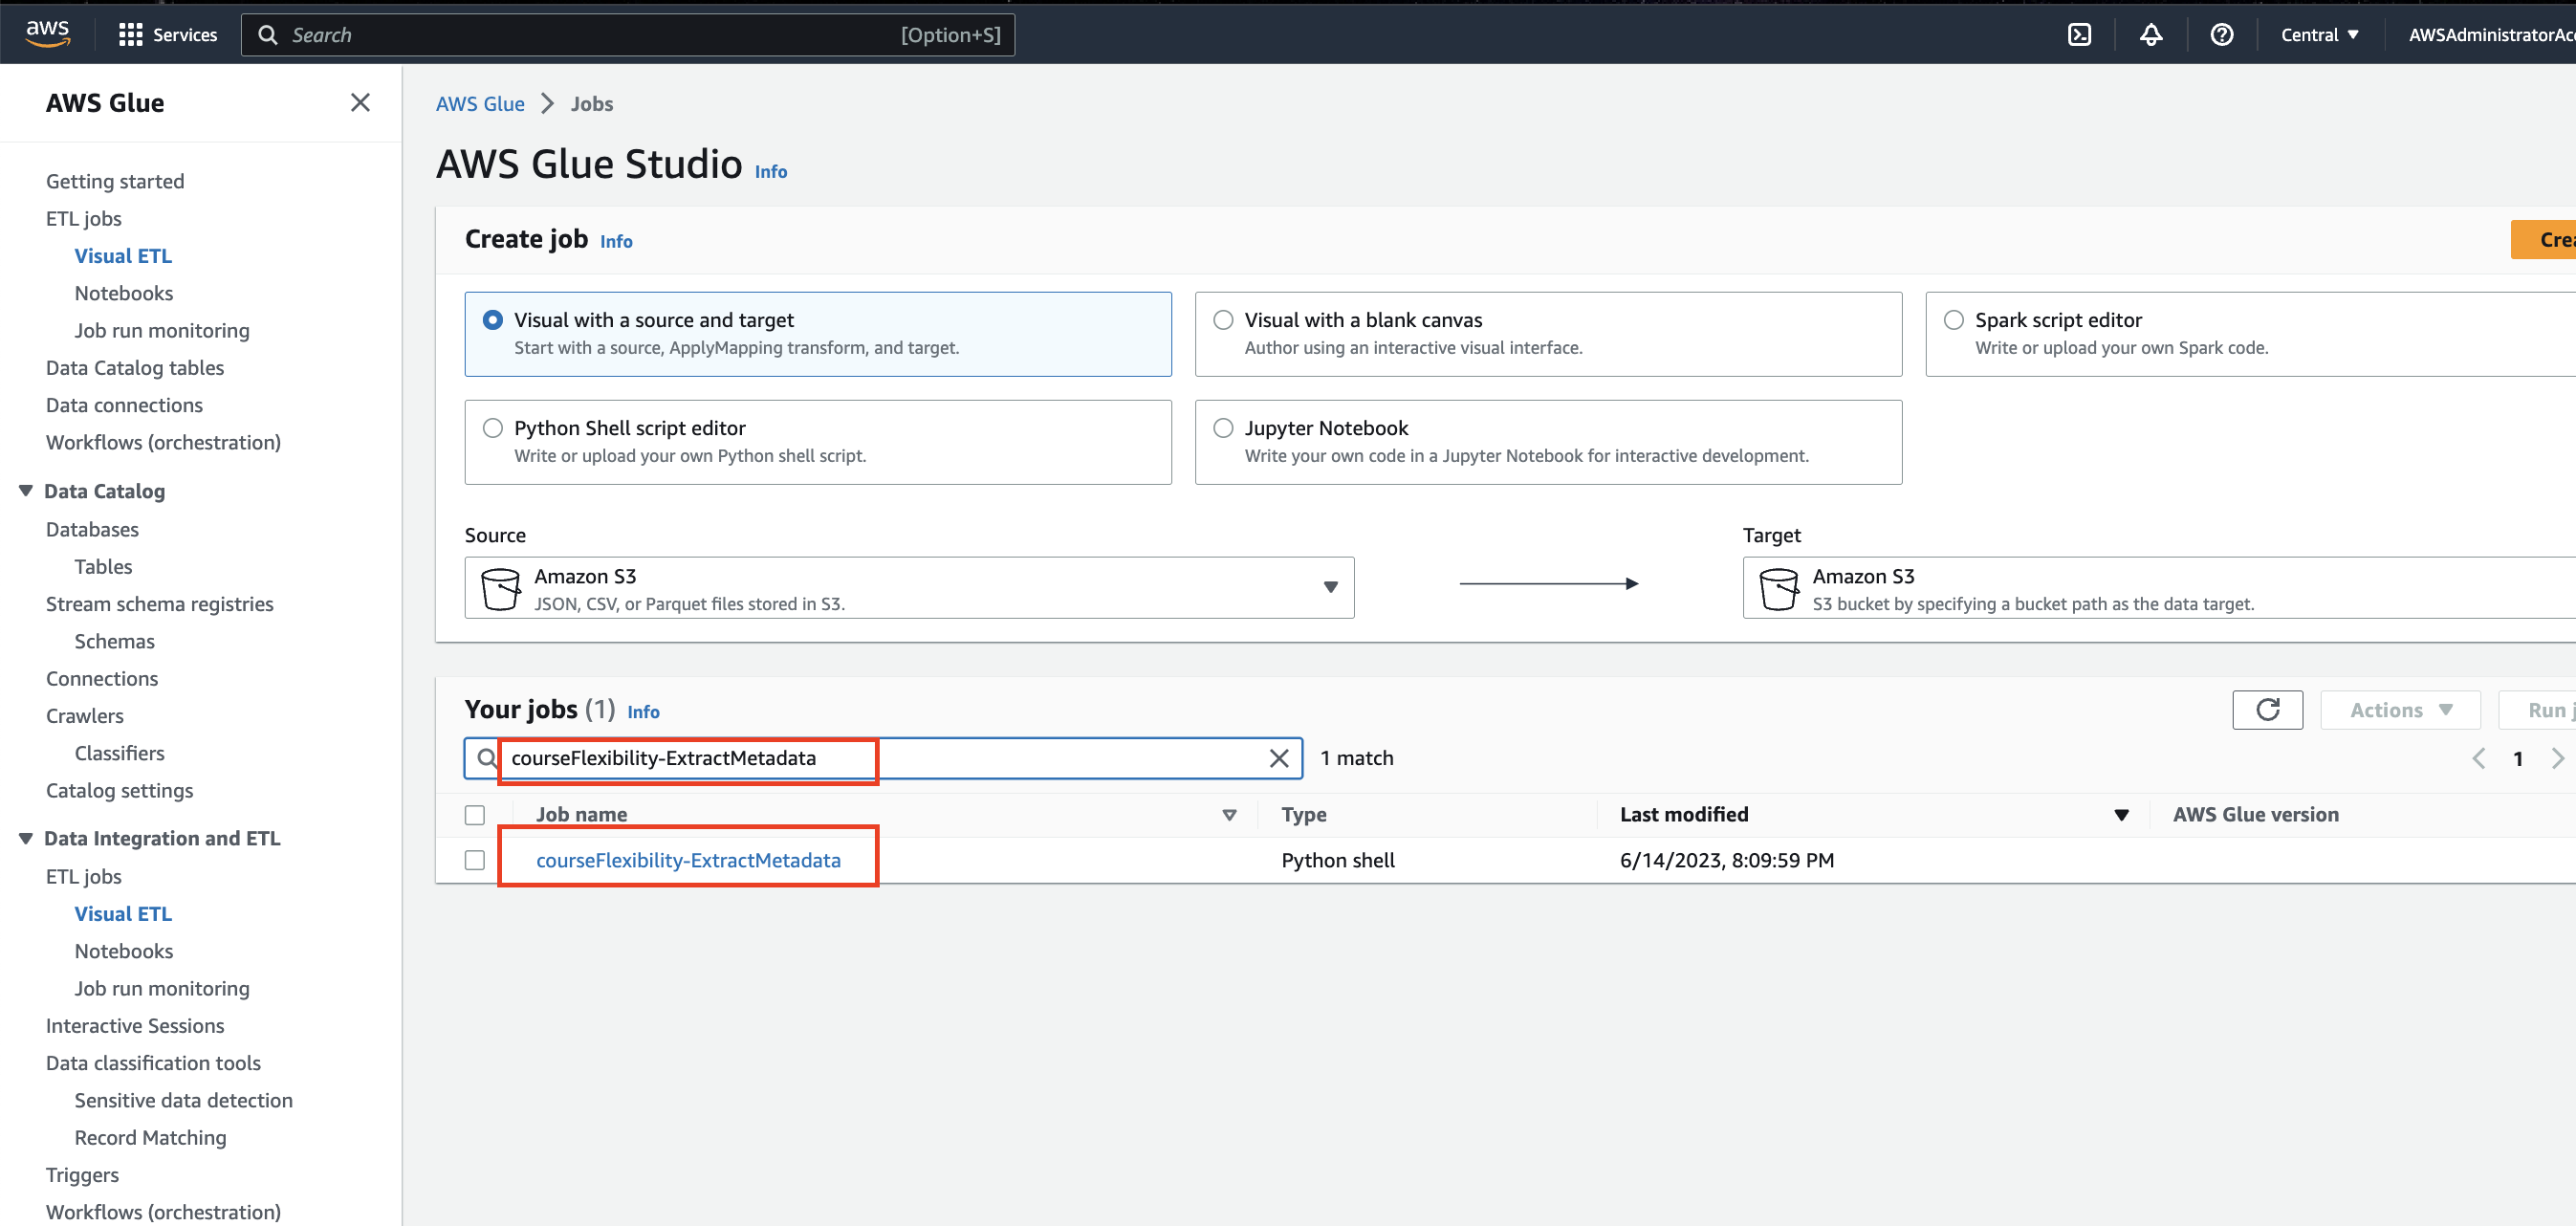 aws
Services
Search
[Option+S]
Central
AWSAdministratorAc
AWS Glue
Getting started
ETL jobs
Visual ETL
Notebooks
Job run monitoring
Data Catalog tables
Data connections
Workflows (orchestration)
Data Catalog
Databases
Tables
Stream schema registries
Schemas
Connections
Crawlers
Classifiers
Catalog settings
Data Integration and ETL
ETL jobs
Visual ETL
Notebooks
Job run monitoring
Interactive Sessions
Data classification tools
Sensitive data detection
Record Matching
Triggers
Workflows (orchestration)
AWS Glue > Jobs
AWS Glue Studio Info
Create job Info
Crea
Visual with a source and target
Start with a source, ApplyMapping transform, and target.
Visual with a blank canvas
Author using an interactive visual interface.
Spark script editor
Write or upload your own Spark code.
Python Shell script editor
Write or upload your own Python shell script.
Jupyter Notebook
Write your own code in a Jupyter Notebook for interactive development.
Source
Amazon S3
JSON, CSV, or Parquet files stored in S3.
Target
Amazon S3
S3 bucket by specifying a bucket path as the data target.
Your jobs (1) Info
Actions
Run j
courseFlexibility-ExtractMetadata
1 match
1
Job name
Type
Last modified
AWS Glue version
courseFlexibility-ExtractMetadata
Python shell
6/14/2023, 8:09:59 PM